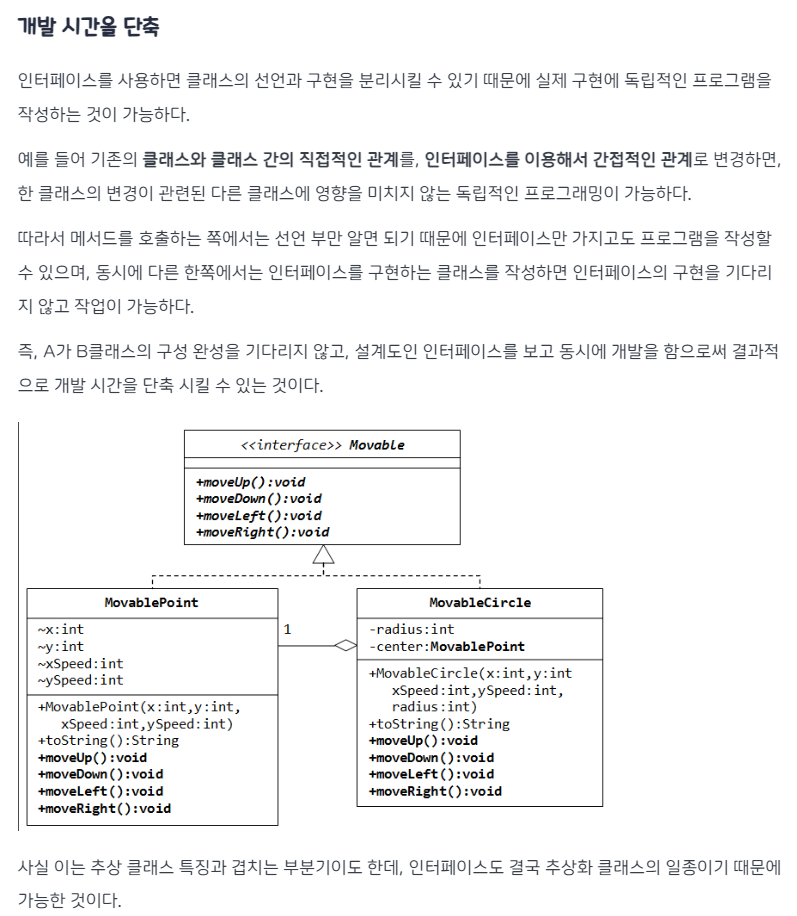 개발 시간을 단축
인터페이스를 사용하면 클래스의 선언과 구현을 분리시킬 수 있기 때문에 실제 구현에 독립적인 프로그램을
작성하는 것이 가능하다.
예를 들어 기존의 클래스와 클래스 간의 직접적인 관계를, 인터페이스를 이용해서 간접적인 관계로 변경하면,
한 클래스의 변경이 관련된 다른 클래스에 영향을 미치지 않는 독립적인 프로그래밍이 가능하다.
따라서 메서드를 호출하는 쪽에서는 선언 부만 알면 되기 때문에 인터페이스만 가지고도 프로그램을 작성할
수 있으며, 동시에 다른 한쪽에서는 인터페이스를 구현하는 클래스를 작성하면 인터페이스의 구현을 기다리
지 않고 작업이 가능하다.
즉, A가 B클래스의 구성 완성을 기다리지 않고, 설계도인 인터페이스를 보고 동시에 개발을 함으로써 결과적
으로 개발 시간을 단축 시킬 수 있는 것이다.
<<interface>> Movable
+moveUp():void
+moveDown():void
+moveLeft():void
+moveRight():void
MovablePoint
~x:int
~y:int
~xSpeed:int
~ySpeed:int
+MovablePoint(x:int,y:int,
xSpeed:int,ySpeed:int)
+toString():String
+moveUp():void
+moveDown():void
+moveLeft():void
+moveRight():void
1
MovableCircle
-radius:int
-center:MovablePoint
+MovableCircle(x:int,y:int
xSpeed:int,ySpeed:int,
radius:int)
+toString():String
+moveUp():void
+moveDown():void
+moveLeft():void
+moveRight():void
사실 이는 추상 클래스 특징과 겹치는 부분기이도 한데, 인터페이스도 결국 추상화 클래스의 일종이기 때문에
가능한 것이다.